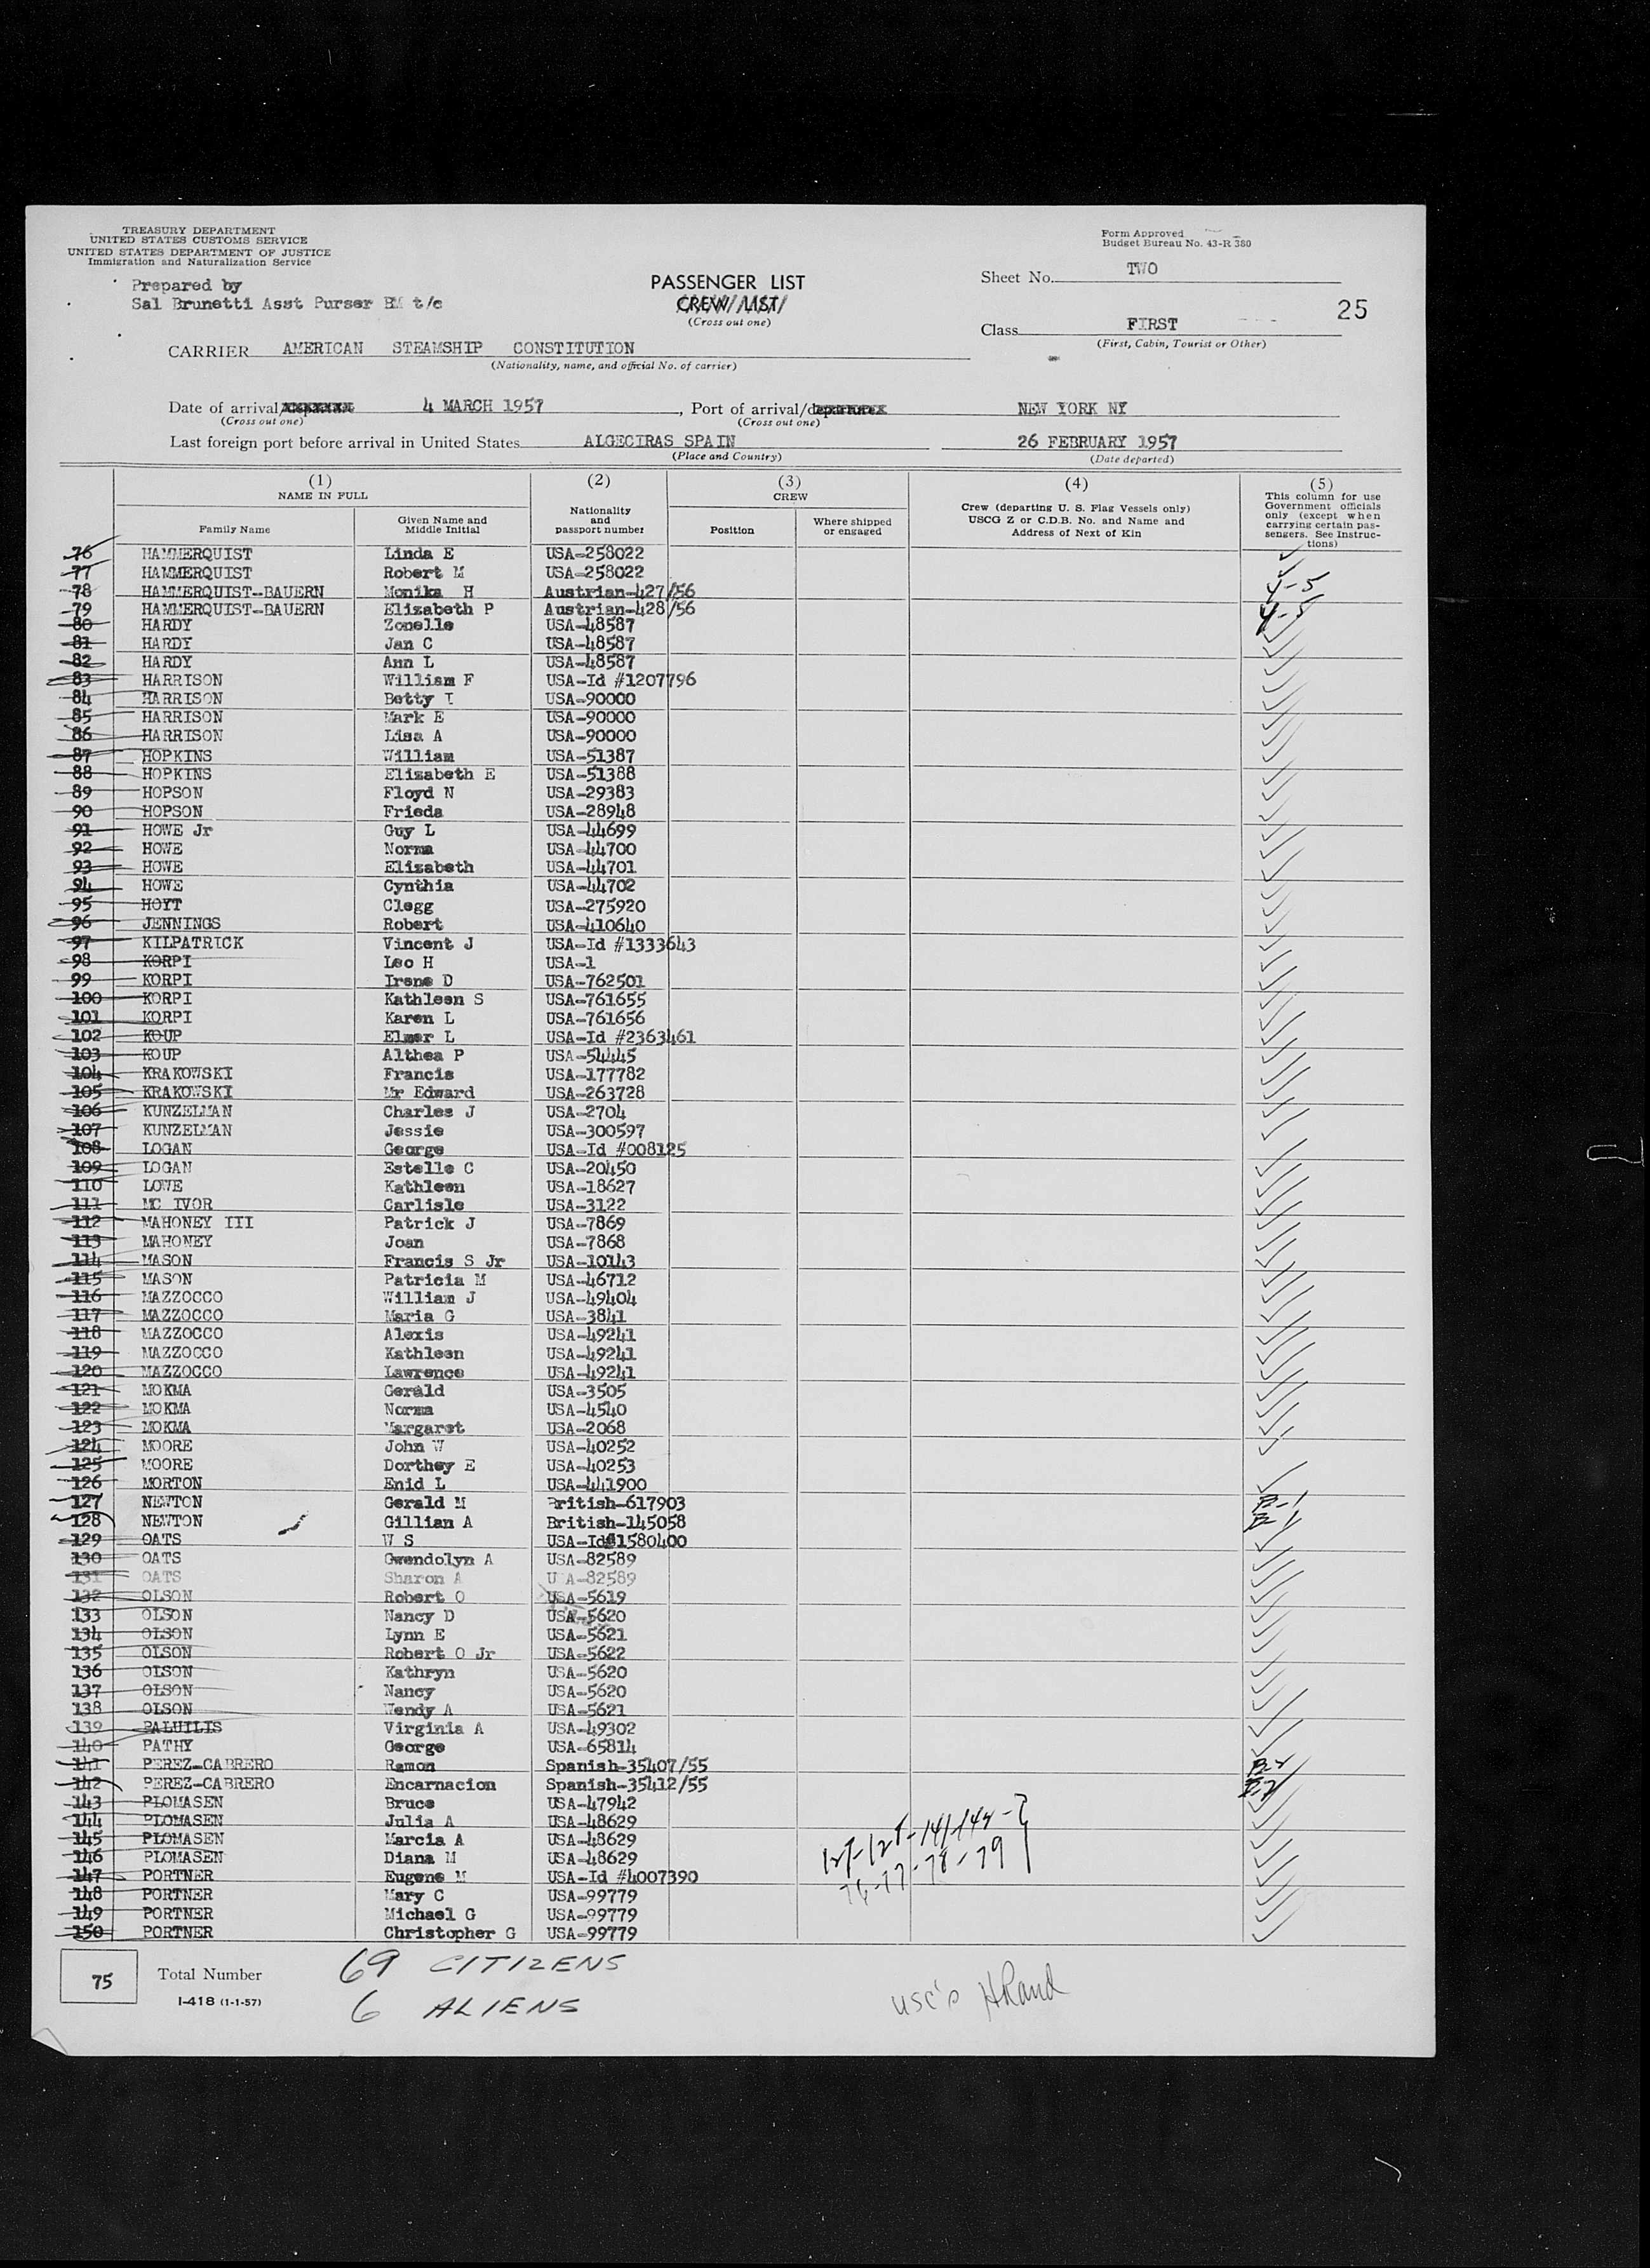 TREASURY DEPARTMENT
UNITED STATES CUSTOMS SERVICE
UNITED STATES DEPARTMENT OF JUSTICE
Immigration and Naturalization Service
Form Approved
Budget Bureau No. 43-R 380
Prepared by
Sal Brunetti Asst Purser BM t/c
PASSENGER LIST
CREW LIST
(Cross out one)
Sheet No. TWO
25
Class FIRST
(First, Cabin, Tourist or Other)
CARRIER AMERICAN STEAMSHIP CONSTITUTION
(Nationality, name, and official No. of carrier)
Date of arrival/ 4 MARCH 1957, Port of arrival/departure NEW YORK NY
(Cross out one) (Cross out one)
Last foreign port before arrival in United States ALGECIRAS SPAIN 26 FEBRUARY 1957
(Place and Country) (Date departed)
(1) NAME IN FULL
Family Name
Given Name and Middle Initial
(2) Nationality and passport number
(3) CREW
Position
Where shipped or engaged
(4) Crew (departing U. S. Flag Vessels only) USCG Z or C.D.B. No. and Name and Address of Next of Kin
(5) This column for use Government officials only (except when carrying certain passengers. See Instructions)
76 HAMMERQUIST Linda E USA-258022
77 HAMMERQUIST Robert M USA-258022
78 HAMMERQUIST-BAUERN Monika H Austrian-427/56 4-5
79 HAMMERQUIST-BAUERN Elizabeth P Austrian-428/56 4-5
80 HARDY Zonelle USA-48587
81 HARDY Jan C USA-48587
82 HARDY Ann L USA-48587
83 HARRISON William F USA-Id #1207796
84 HARRISON Betty I USA-90000
85 HARRISON Mark E USA-90000
86 HARRISON Lisa A USA-90000
87 HOPKINS William USA-51387
88 HOPKINS Elizabeth E USA-51388
89 HOPSON Floyd N USA-29383
90 HOPSON Frieda USA-28948
91 HOWE Jr Guy L USA-44699
92 HOWE Norma USA-44700
93 HOWE Elizabeth USA-44701
94 HOWE Cynthia USA-44702
95 HOYT Clegg USA-275920
96 JENNINGS Robert USA-410640
97 KILPATRICK Vincent J USA-Id #1333643
98 KORPI Leo H USA-1
99 KORPI Irene D USA-762501
100 KORPI Kathleen S USA-761655
101 KORPI Karen L USA-761656
102 KOUP Elmer L USA-Id #2363461
103 KOUP Althea P USA-54445
104 KRAKOWSKI Francis USA-177782
105 KRAKOWSKI Mr Edward USA-263728
106 KUNZELMAN Charles J USA-2704
107 KUNZELMAN Jessie USA-300597
108 LOGAN George USA-Id #008125
109 LOGAN Estelle C USA-20450
110 LOWE Kathleen USA-18627
111 MC IVOR Carlisle USA-3122
112 MAHONEY III Patrick J USA-7869
113 MAHONEY Joan USA-7868
114 MASON Francis S Jr USA-10143
115 MASON Patricia M USA-46712
116 MAZZOCCO William J USA-49404
117 MAZZOCCO Maria G USA-3841
118 MAZZOCCO Alexis USA-49241
119 MAZZOCCO Kathleen USA-49241
120 MAZZOCCO Lawrence USA-49241
121 MOKMA Gerald USA-3505
122 MOKMA Norma USA-4540
123 MOKMA Margaret USA-2068
124 MOORE John W USA-40252
125 MOORE Dorthey E USA-40253
126 MORTON Enid L USA-441900
127 NEWTON Gerald M British-617903 B-1
128 NEWTON Gillian A British-145058 B-1
129 OATS W S USA-Id#1580400
130 OATS Gwendolyn A USA-82589
131 OATS Sharon A U A-82589
132 OLSON Robert O USA-5619
133 OLSON Nancy D USA-5620
134 OLSON Lynn E USA-5621
135 OLSON Robert O Jr USA-5622
136 OLSON Kathryn USA-5620
137 OLSON Nancy USA-5620
138 OLSON Wendy A USA-5621
139 PALUILIS Virginia A USA-49302
140 PATHY George USA-65814
141 PEREZ-CABRERO Ramon Spanish-35407/55 B-2
142 PEREZ-CABRERO Encarnacion Spanish-35412/55 B-2
143 PLOMASEN Bruce USA-47942
144 PLOMASEN Julia A USA-48629
145 PLOMASEN Marcia A USA-48629
146 PLOMASEN Diana M USA-48629
147 PORTNER Eugene M USA-Id #4007390
148 PORTNER Mary C USA-99779
149 PORTNER Michael G USA-99779
150 PORTNER Christopher G USA-99779
76-77-78-79
75 Total Number
I-418 (1-1-57)
69 CITIZENS
6 ALIENS
usc's